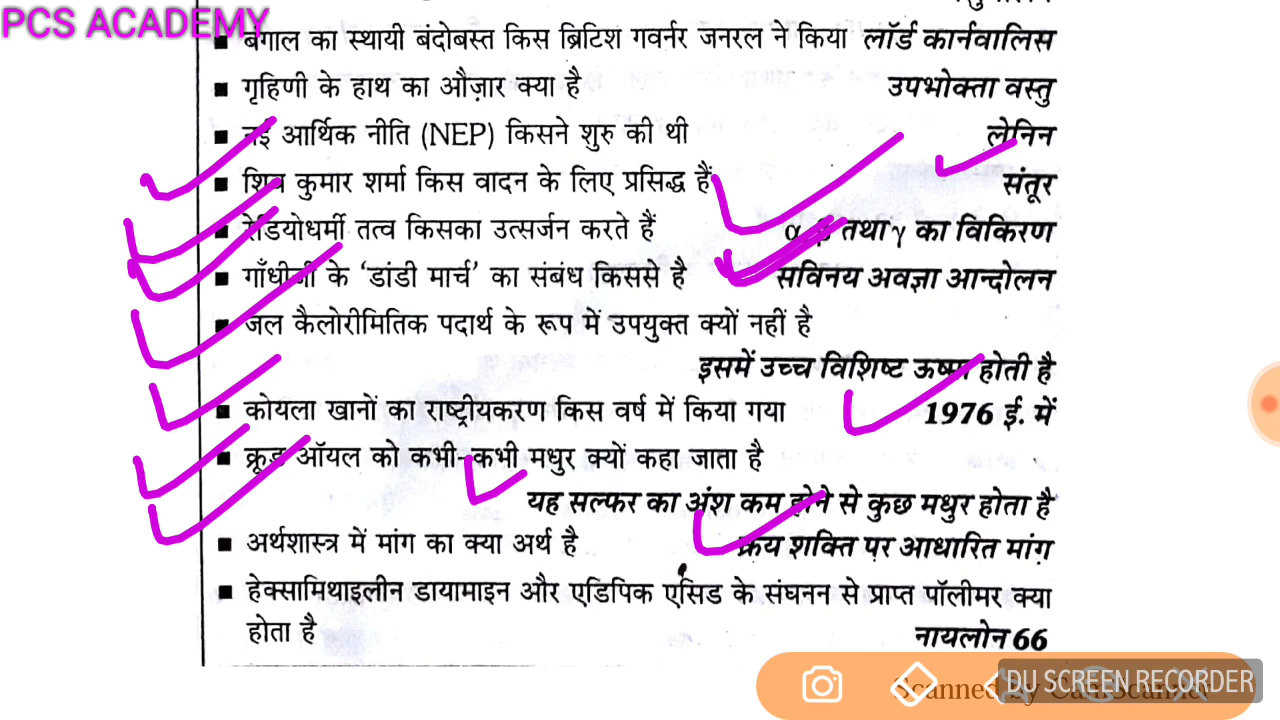 PCS ACADEMY
■ बंगाल का स्थायी बंदोबस्त किस ब्रिटिश गवर्नर जनरल ने किया लॉर्ड कार्नवालिस
■ गृहिणी के हाथ का औज़ार क्या है उपभोक्ता वस्तु
■ नई आर्थिक नीति (NEP) किसने शुरु की थी लेनिन
■ शिव कुमार शर्मा किस वादन के लिए प्रसिद्ध हैं संतूर
■ रेडियोधर्मी तत्व किसका उत्सर्जन करते हैं α, β तथा γ का विकिरण
■ गाँधीजी के ‘डांडी मार्च’ का संबंध किससे है सविनय अवज्ञा आन्दोलन
■ जल कैलोरीमितिक पदार्थ के रूप में उपयुक्त क्यों नहीं है
इसमें उच्च विशिष्ट ऊष्मा होती है
■ कोयला खानों का राष्ट्रीयकरण किस वर्ष में किया गया 1976 ई. में
■ क्रूड ऑयल को कभी-कभी मधुर क्यों कहा जाता है
यह सल्फर का अंश कम होने से कुछ मधुर होता है
■ अर्थशास्त्र में मांग का क्या अर्थ है क्रय शक्ति पर आधारित मांग
■ हेक्सामिथाइलीन डायामाइन और एडिपिक एसिड के संघनन से प्राप्त पॉलीमर क्या
होता है नायलोन 66
Scanned by CamScanner
DU SCREEN RECORDER